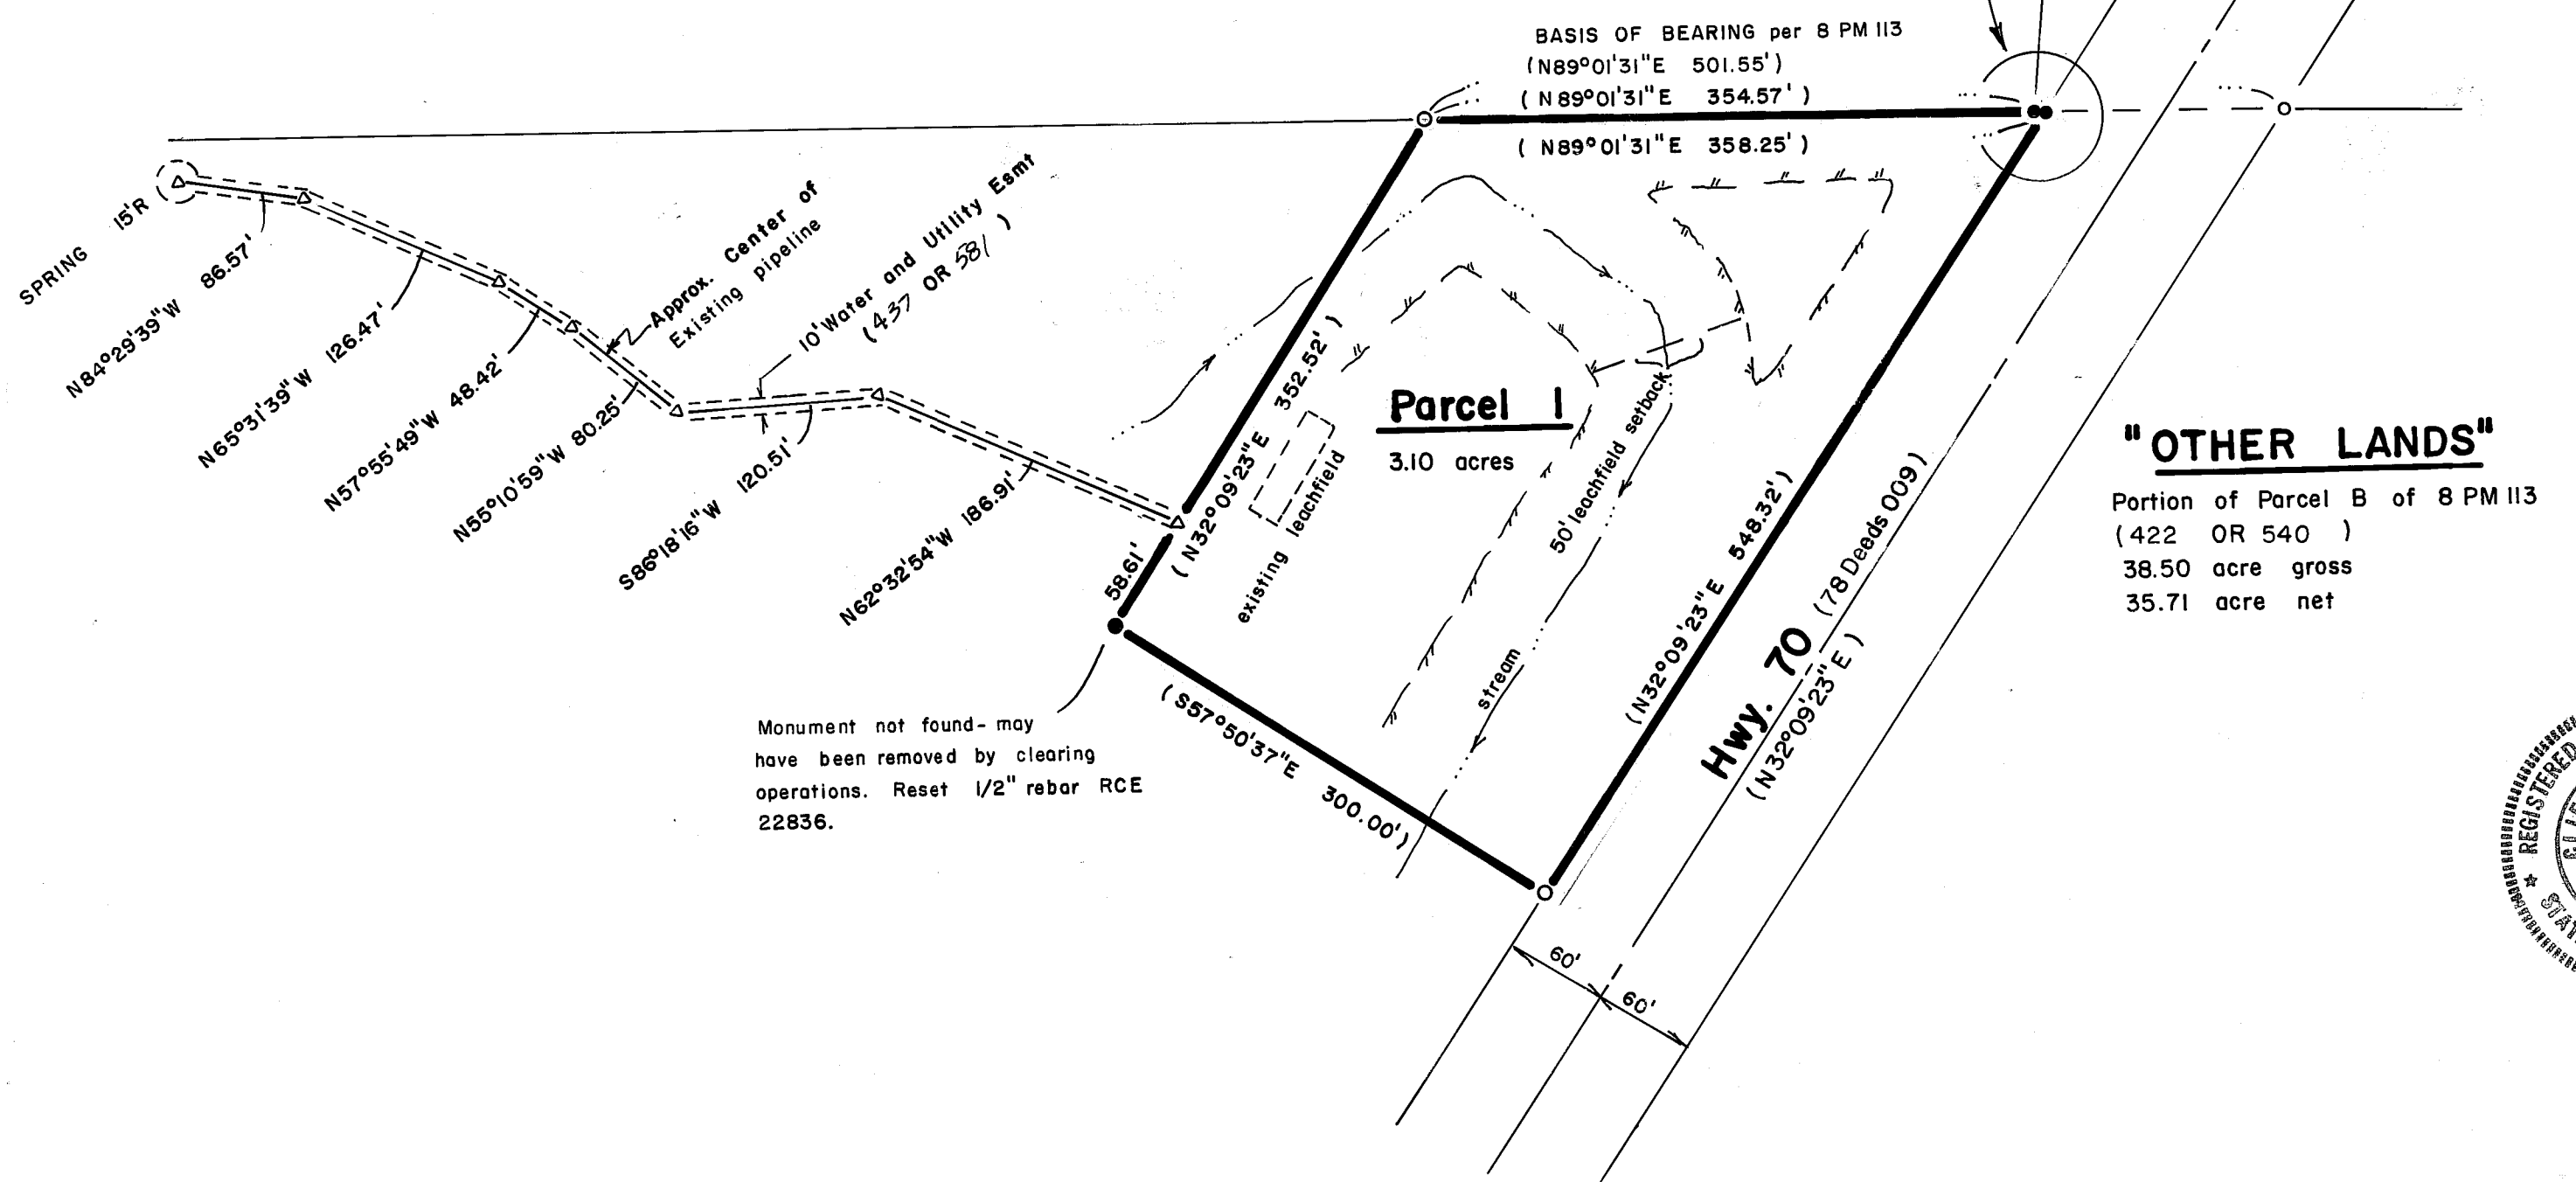 BASIS OF BEARING per 8 PM 113
(N89°01'31"E 501.55')
(N89°01'31"E 354.57')
(N89°01'31"E 358.25')
SPRING 15'R
N84°29'39"W 86.57'
N65°31'39"W 126.47'
N57°55'49"W 48.42'
N55°10'59"W 80.25'
S86°18'16"W 120.51'
N62°32'54"W 186.91'
Approx. Center of
Existing pipeline
10' Water and Utility Esmt
(437 OR 581)
58.61'
(N32°09'23"E 352.52')
existing leachfield
Parcel 1
3.10 acres
50' leachfield setback
stream
(N32°09'23"E 548.32')
Hwy. 70 (78 Deeds 009)
(N32°09'23"E)
(S57°50'37"E 300.00')
Monument not found - may
have been removed by clearing
operations. Reset 1/2" rebar RCE
22836.
60'
60'
"OTHER LANDS"
Portion of Parcel B of 8 PM 113
(422 OR 540 )
38.50 acre gross
35.71 acre net
REGISTERED